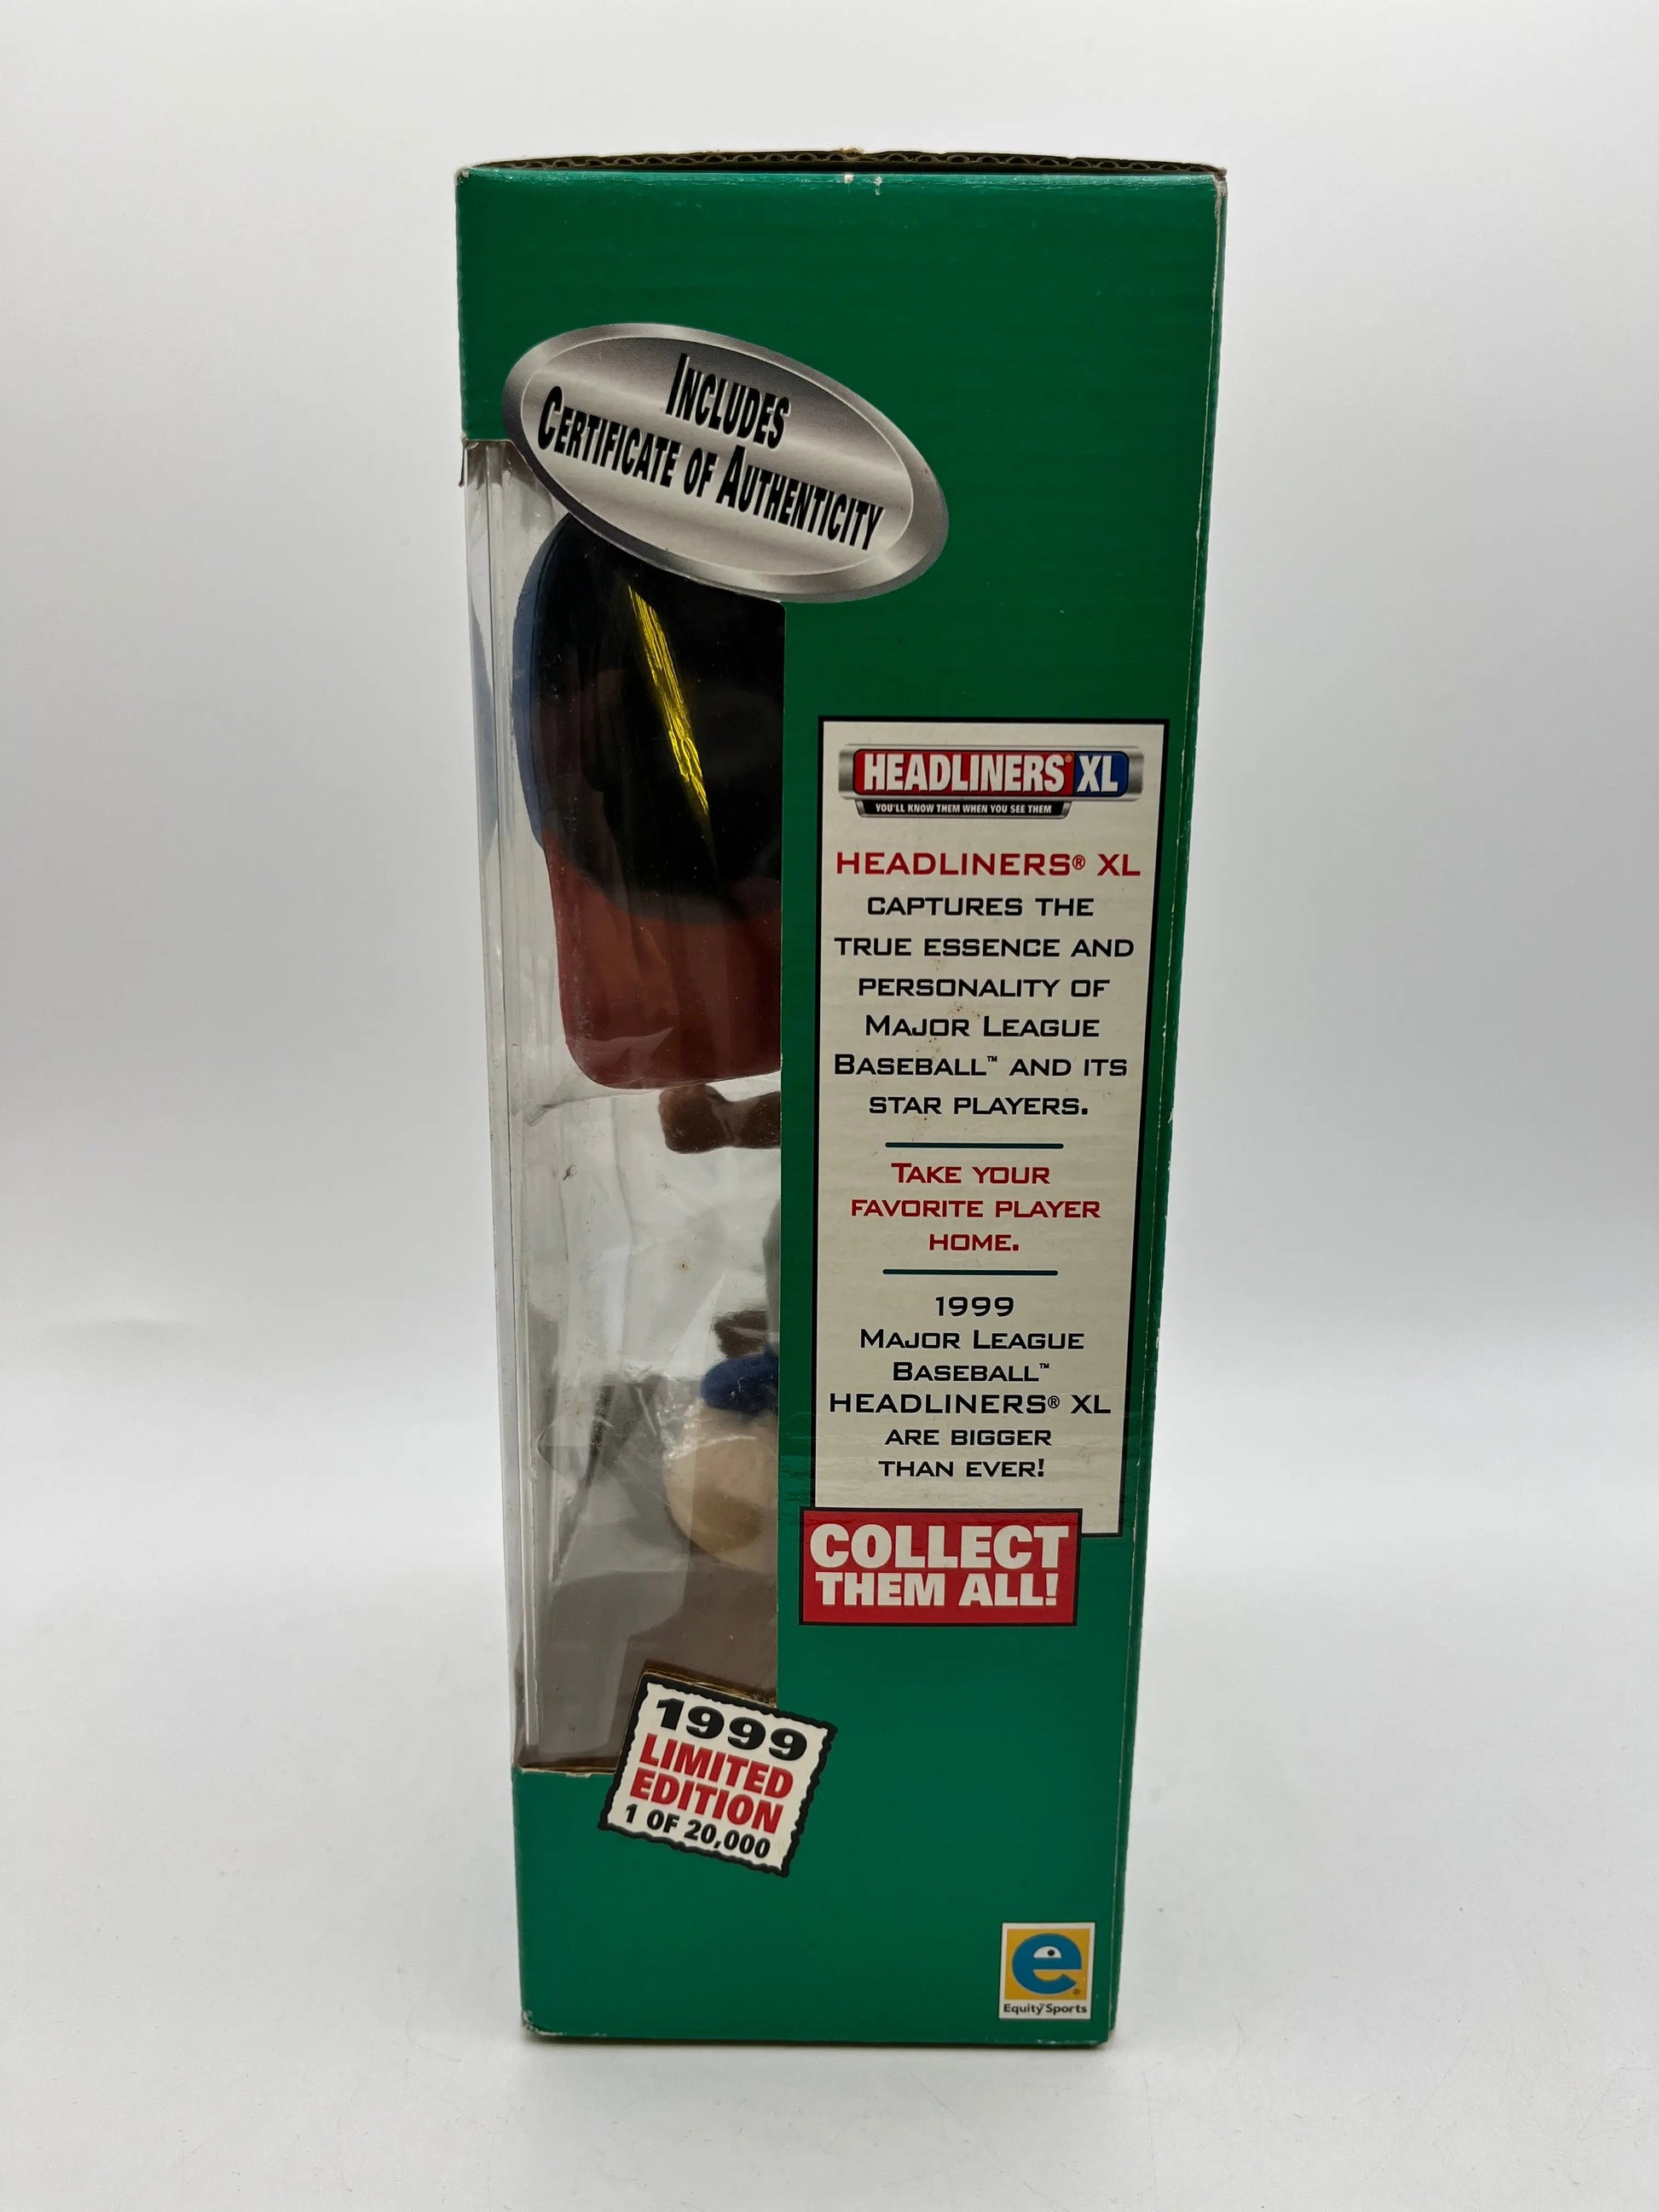 INCLUDES
CERTIFICATE OF AUTHENTICITY
HEADLINERS® XL
YOU'LL KNOW THEM WHEN YOU SEE THEM
HEADLINERS® XL
CAPTURES THE
TRUE ESSENCE AND
PERSONALITY OF
MAJOR LEAGUE
BASEBALL™ AND ITS
STAR PLAYERS.
TAKE YOUR
FAVORITE PLAYER
HOME.
1999
MAJOR LEAGUE
BASEBALL™
HEADLINERS® XL
ARE BIGGER
THAN EVER!
COLLECT
THEM ALL!
1999
LIMITED
EDITION
1 OF 20,000
e
Equity Sports